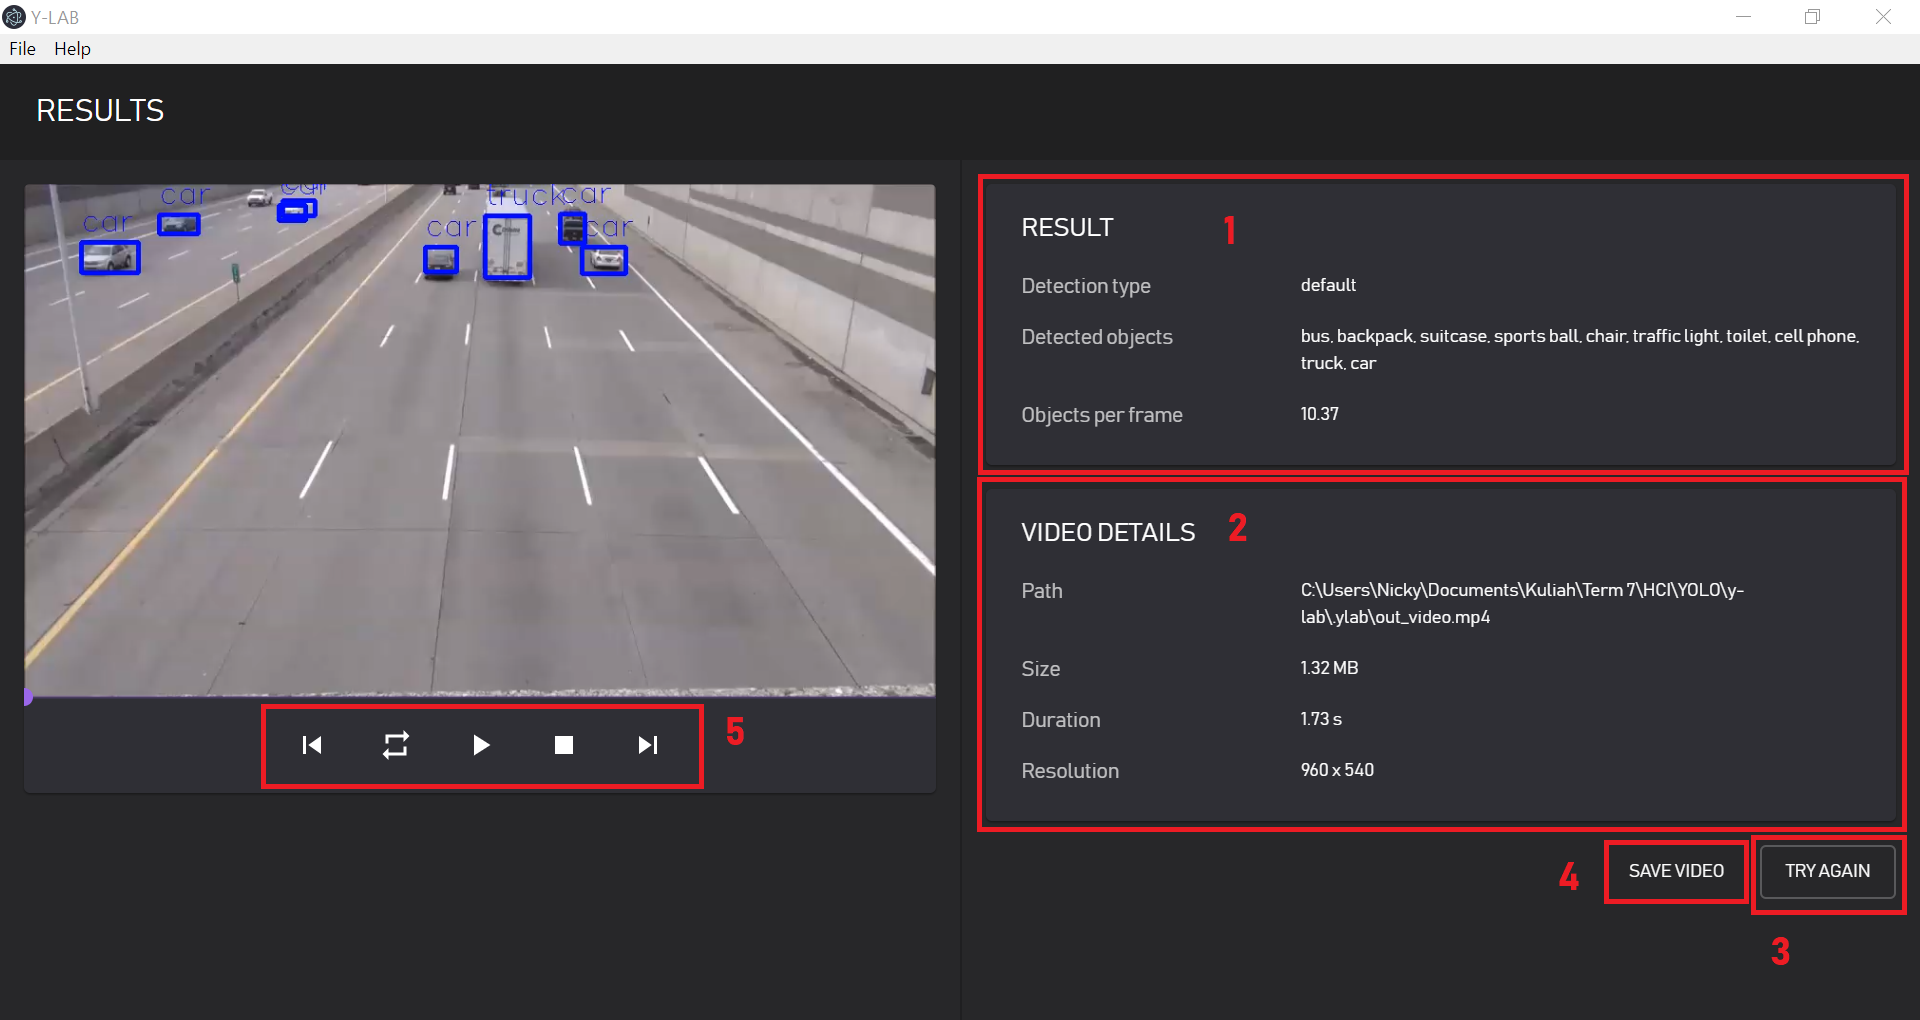 Y-LAB
File Help
RESULTS
car
car
car
car
truck
car
car
RESULT
1
Detection type
default
Detected objects
bus, backpack, suitcase, sports ball, chair, traffic light, toilet, cell phone,
truck, car
Objects per frame
10.37
VIDEO DETAILS
2
Path
C:\Users\Nicky\Documents\Kuliah\Term 7\HCI\YOLO\y-
lab\.ylab\out_video.mp4
Size
1.32 MB
Duration
1.73 s
Resolution
960 x 540
5
4
SAVE VIDEO
TRY AGAIN
3